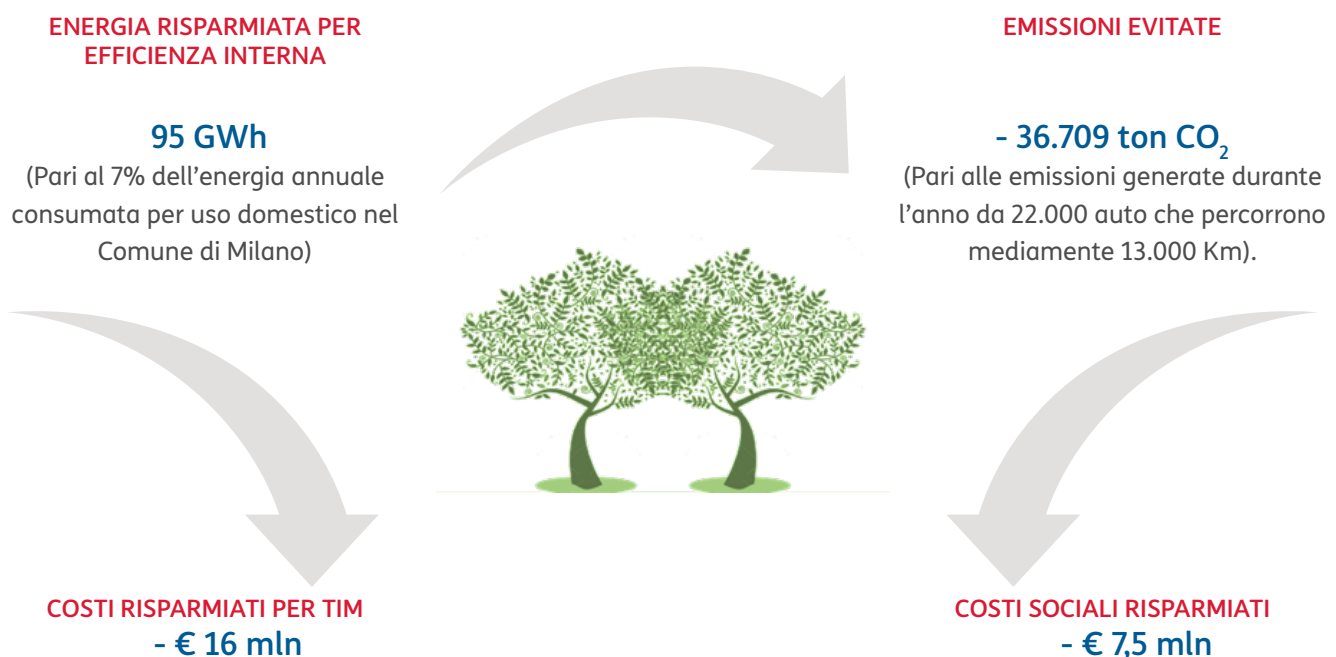 ENERGIA RISPARMIATA PER
EFFICIENZA INTERNA
95 GWh
(Pari al 7% dell'energia annuale
consumata per uso domestico nel
Comune di Milano)
EMISSIONI EVITATE
- 36.709 ton CO₂
(Pari alle emissioni generate durante
l'anno da 22.000 auto che percorrono
mediamente 13.000 Km).
COSTI RISPARMIATI PER TIM
- € 16 mln
COSTI SOCIALI RISPARMIATI
- € 7,5 mln